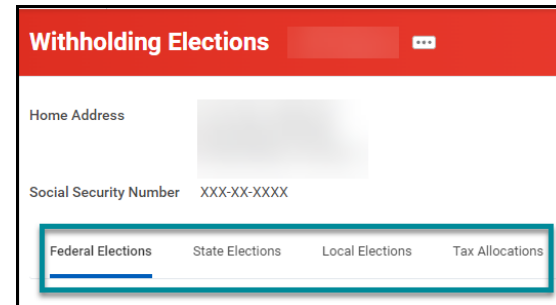 Withholding Elections
Home Address
Social Security Number XXX-XX-XXXX
Federal Elections State Elections Local Elections Tax Allocations